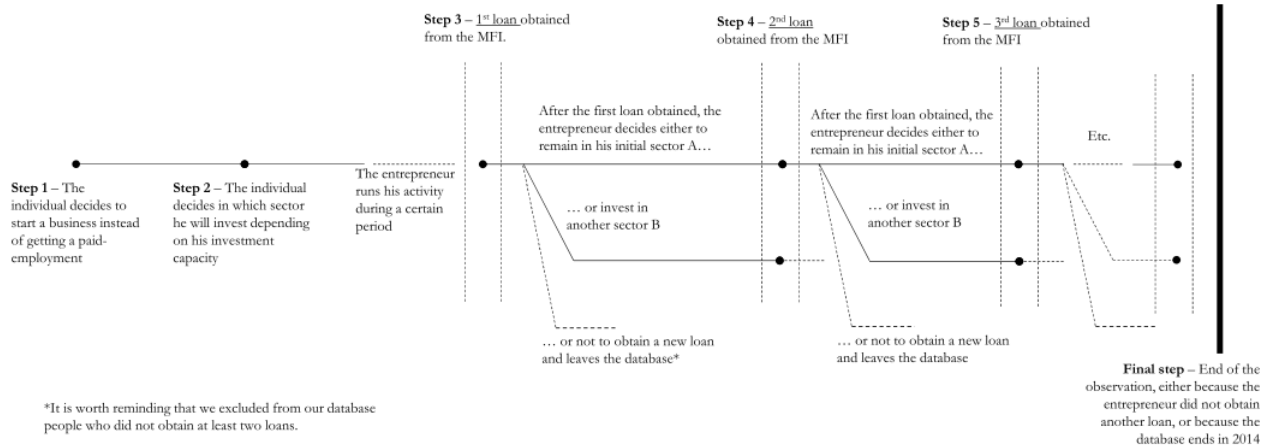 Step 3 – 1st loan obtained
from the MFI.
Step 4 – 2nd loan
obtained from the MFI
Step 5 – 3rd loan obtained
from the MFI
After the first loan obtained, the
entrepreneur decides either to
remain in his initial sector A…
After the first loan obtained, the
entrepreneur decides either to
remain in his initial sector A…
Etc.
Step 1 – The
individual decides to
start a business instead
of getting a paid-
employment
Step 2 – The individual
decides in which sector
he will invest depending
on his investment
capacity
The entrepreneur
runs his activity
during a certain
period
… or invest in
another sector B
… or invest in
another sector B
… or not to obtain a new loan
and leaves the database*
… or not to obtain a new loan
and leaves the database
Final step – End of the
observation, either because the
entrepreneur did not obtain
another loan, or because the
database ends in 2014
*It is worth reminding that we excluded from our database
people who did not obtain at least two loans.